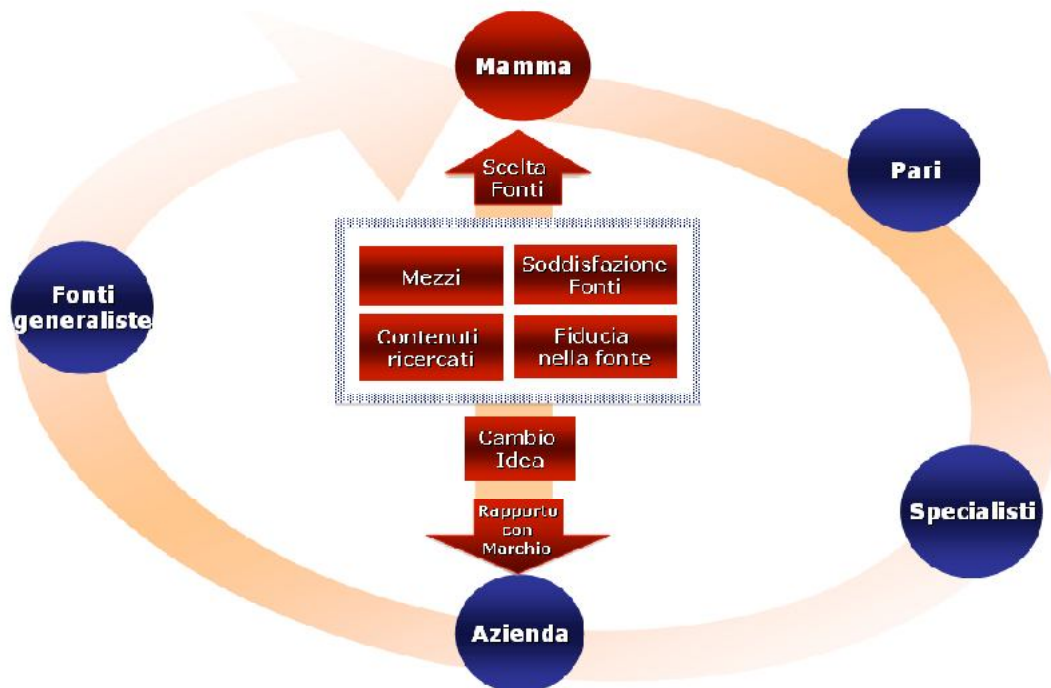 Mamma
Pari
Scelta
Fonti
Mezzi
Soddisfazione
Fonti
Fonti
generaliste
Contenuti
ricercati
Fiducia
nella fonte
Cambio
Idea
Rapporto
con
Marchio
Specialisti
Azienda